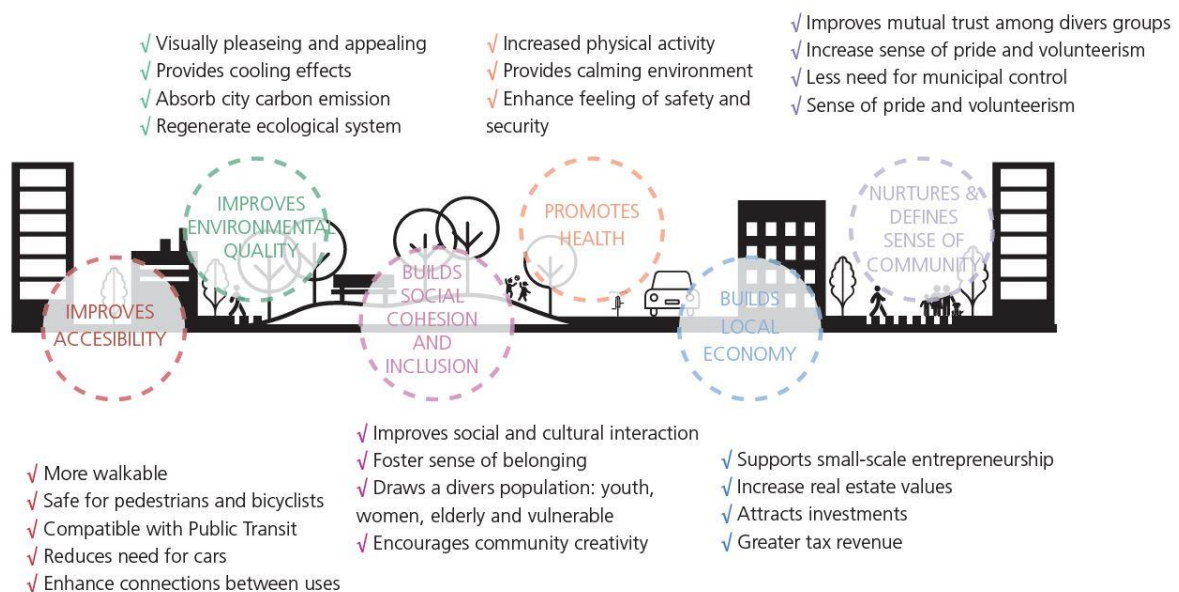 √ Visually pleaseing and appealing
√ Provides cooling effects
√ Absorb city carbon emission
√ Regenerate ecological system
√ Increased physical activity
√ Provides calming environment
√ Enhance feeling of safety and
security
√ Improves mutual trust among divers groups
√ Increase sense of pride and volunteerism
√ Less need for municipal control
√ Sense of pride and volunteerism
IMPROVES
ENVIRONMENTAL
QUALITY
PROMOTES
HEALTH
NURTURES &
DEFINES
SENSE OF
COMMUNITY
IMPROVES
ACCESIBILITY
BUILDS
SOCIAL
COHESION
AND
INCLUSION
BUILDS
LOCAL
ECONOMY
√ More walkable
√ Safe for pedestrians and bicyclists
√ Compatible with Public Transit
√ Reduces need for cars
√ Enhance connections between uses
√ Improves social and cultural interaction
√ Foster sense of belonging
√ Draws a divers population: youth,
women, elderly and vulnerable
√ Encourages community creativity
√ Supports small-scale entrepreneurship
√ Increase real estate values
√ Attracts investments
√ Greater tax revenue